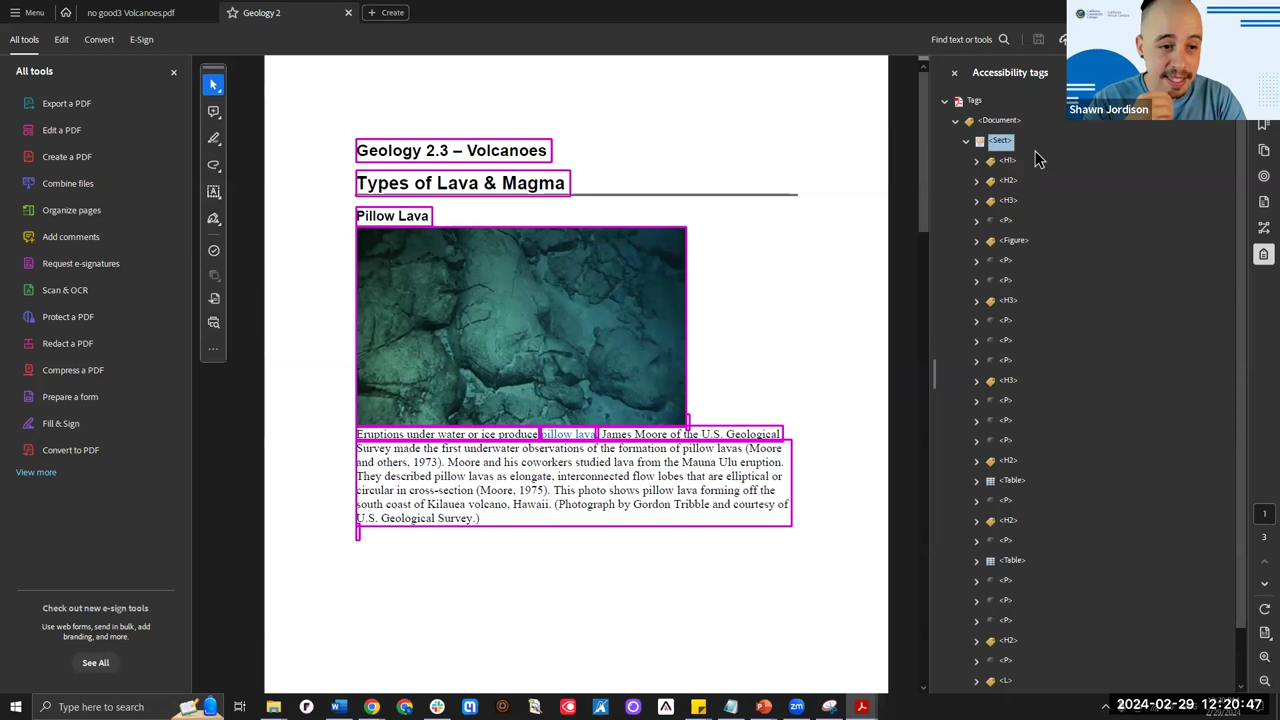 Menu
no good3 Volcanoes.pdf
Geology 2
Create
All tools
Edit
Convert
E-Sign
Find text or tools
All tools
Export a PDF
Edit a PDF
Create a PDF
Combine files
Organize pages
Add comments
Request e-signatures
Scan & OCR
Protect a PDF
Redact a PDF
Compress a PDF
Prepare a form
Fill & Sign
Convert to PDF
View more
Check out new e-sign tools
Use web forms, send in bulk, add
branding, and more.
See All
Geology 2.3 – Volcanoes
Types of Lava & Magma
Pillow Lava
Eruptions under water or ice produce pillow lava. James Moore of the U.S. Geological
Survey made the first underwater observations of the formation of pillow lavas (Moore
and others, 1973). Moore and his coworkers studied lava from the Mauna Ulu eruption.
They described pillow lavas as elongate, interconnected flow lobes that are elliptical or
circular in cross-section (Moore, 1975). This photo shows pillow lava forming off the
south coast of Kilauea volcano, Hawaii. (Photograph by Gordon Tribble and courtesy of
U.S. Geological Survey.)
Accessibility tags
Tags
<Document>
<Sect>
<H1>
<H2>
<H3>
<P>
<Figure>
<P>
<P>
<H3>
<P>
<P>
<P>
<H3>
<P>
<P>
<P>
<H2>
<Table>
<P>
<H2>
<P>
<Table>
<P>
<P>
<P>
<H2>
<P>
<L>
1
3
California
Community
Colleges
California
Virtual Campus
Shawn Jordison
Type here to search
2024-02-29 12:20:47